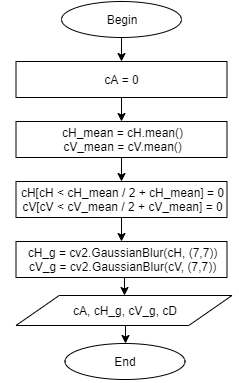 Begin
cA = 0
cH_mean = cH.mean()
cV_mean = cV.mean()
cH[cH < cH_mean / 2 + cH_mean] = 0
cV[cV < cV_mean / 2 + cV_mean] = 0
cH_g = cv2.GaussianBlur(cH, (7,7))
cV_g = cv2.GaussianBlur(cV, (7,7))
cA, cH_g, cV_g, cD
End